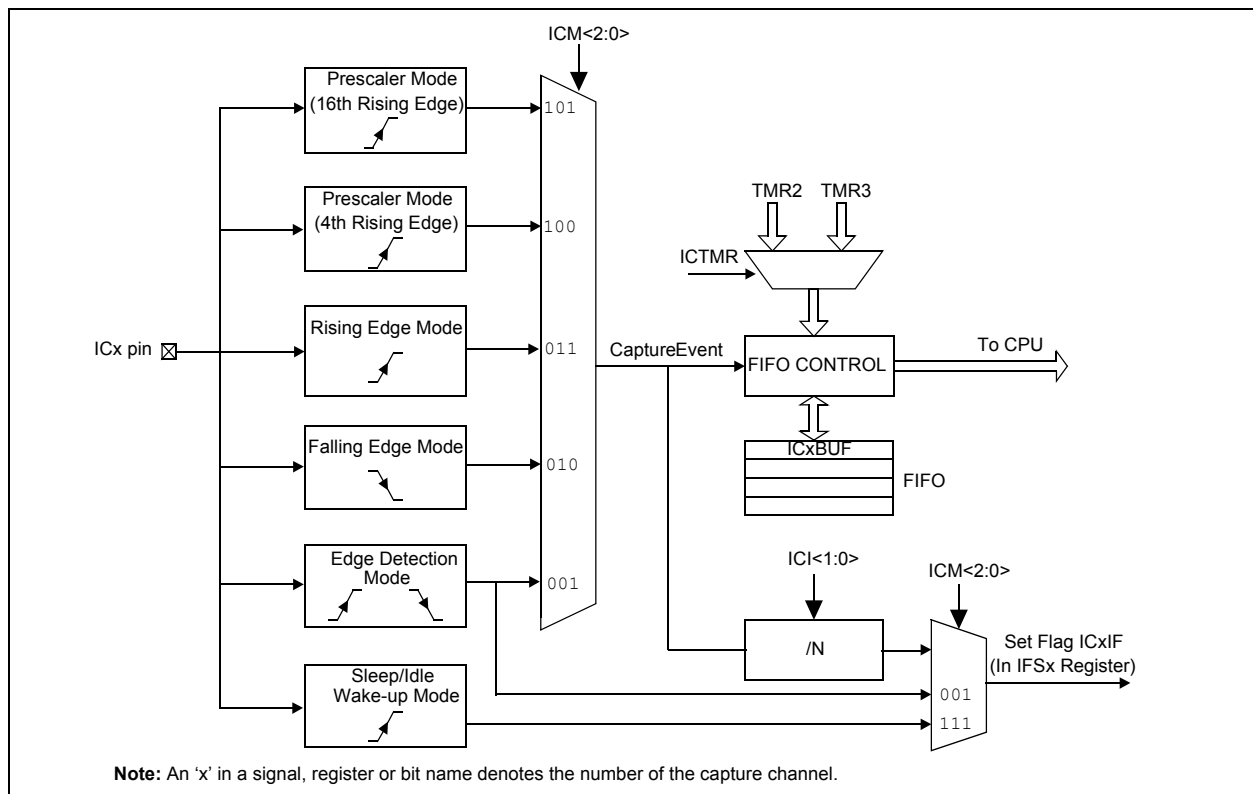 ICM<2:0>
Prescaler Mode
(16th Rising Edge)
101
TMR2
TMR3
Prescaler Mode
(4th Rising Edge)
100
ICTMR
ICx pin
Rising Edge Mode
011
CaptureEvent
FIFO CONTROL
To CPU
Falling Edge Mode
010
ICxBUF
FIFO
Edge Detection
Mode
001
ICI<1:0>
ICM<2:0>
/N
Set Flag ICxIF
(In IFSx Register)
Sleep/Idle
Wake-up Mode
001
111
Note: An ‘x’ in a signal, register or bit name denotes the number of the capture channel.